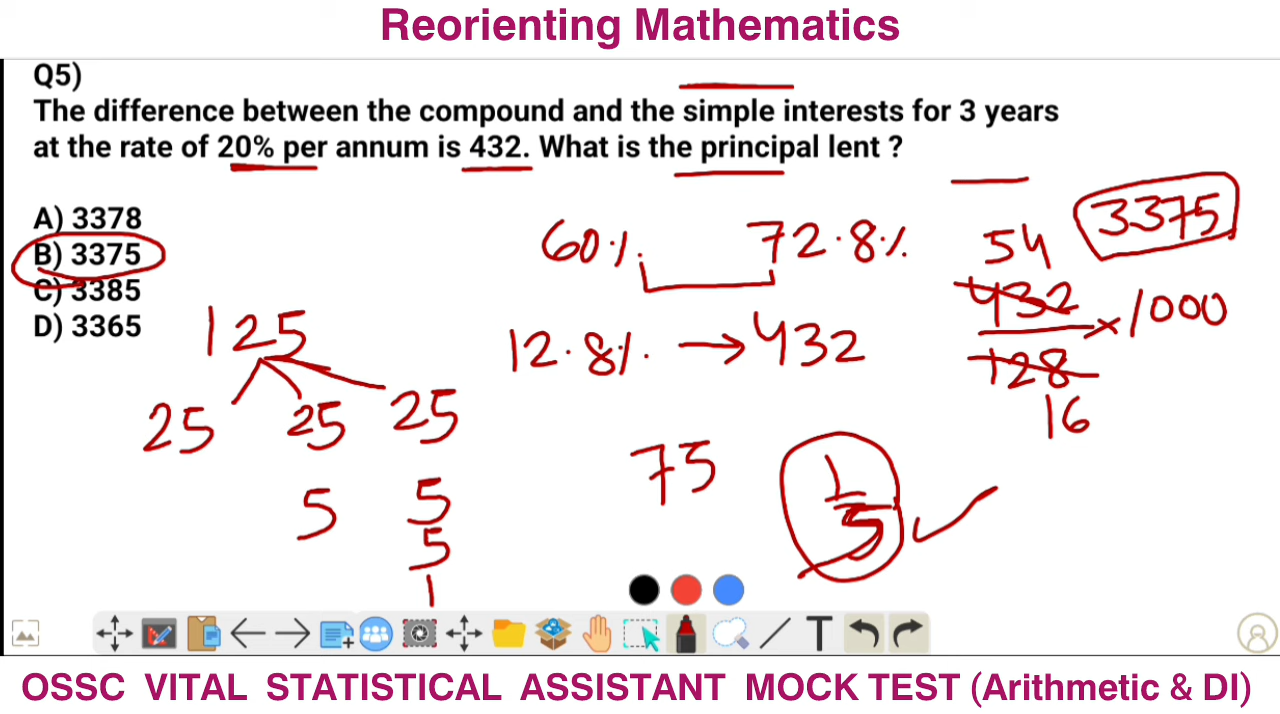 Reorienting Mathematics
Q5)
The difference between the compound and the simple interests for 3 years
at the rate of 20% per annum is 432. What is the principal lent ?
A) 3378
B) 3375
C) 3385
D) 3365
60%. 72.8%.
12.8%. → 432
54
432
128
16
×1000
3375
125
25 25 25
5 5
5
1
75
1
5
T
OSSC VITAL STATISTICAL ASSISTANT MOCK TEST (Arithmetic & DI)